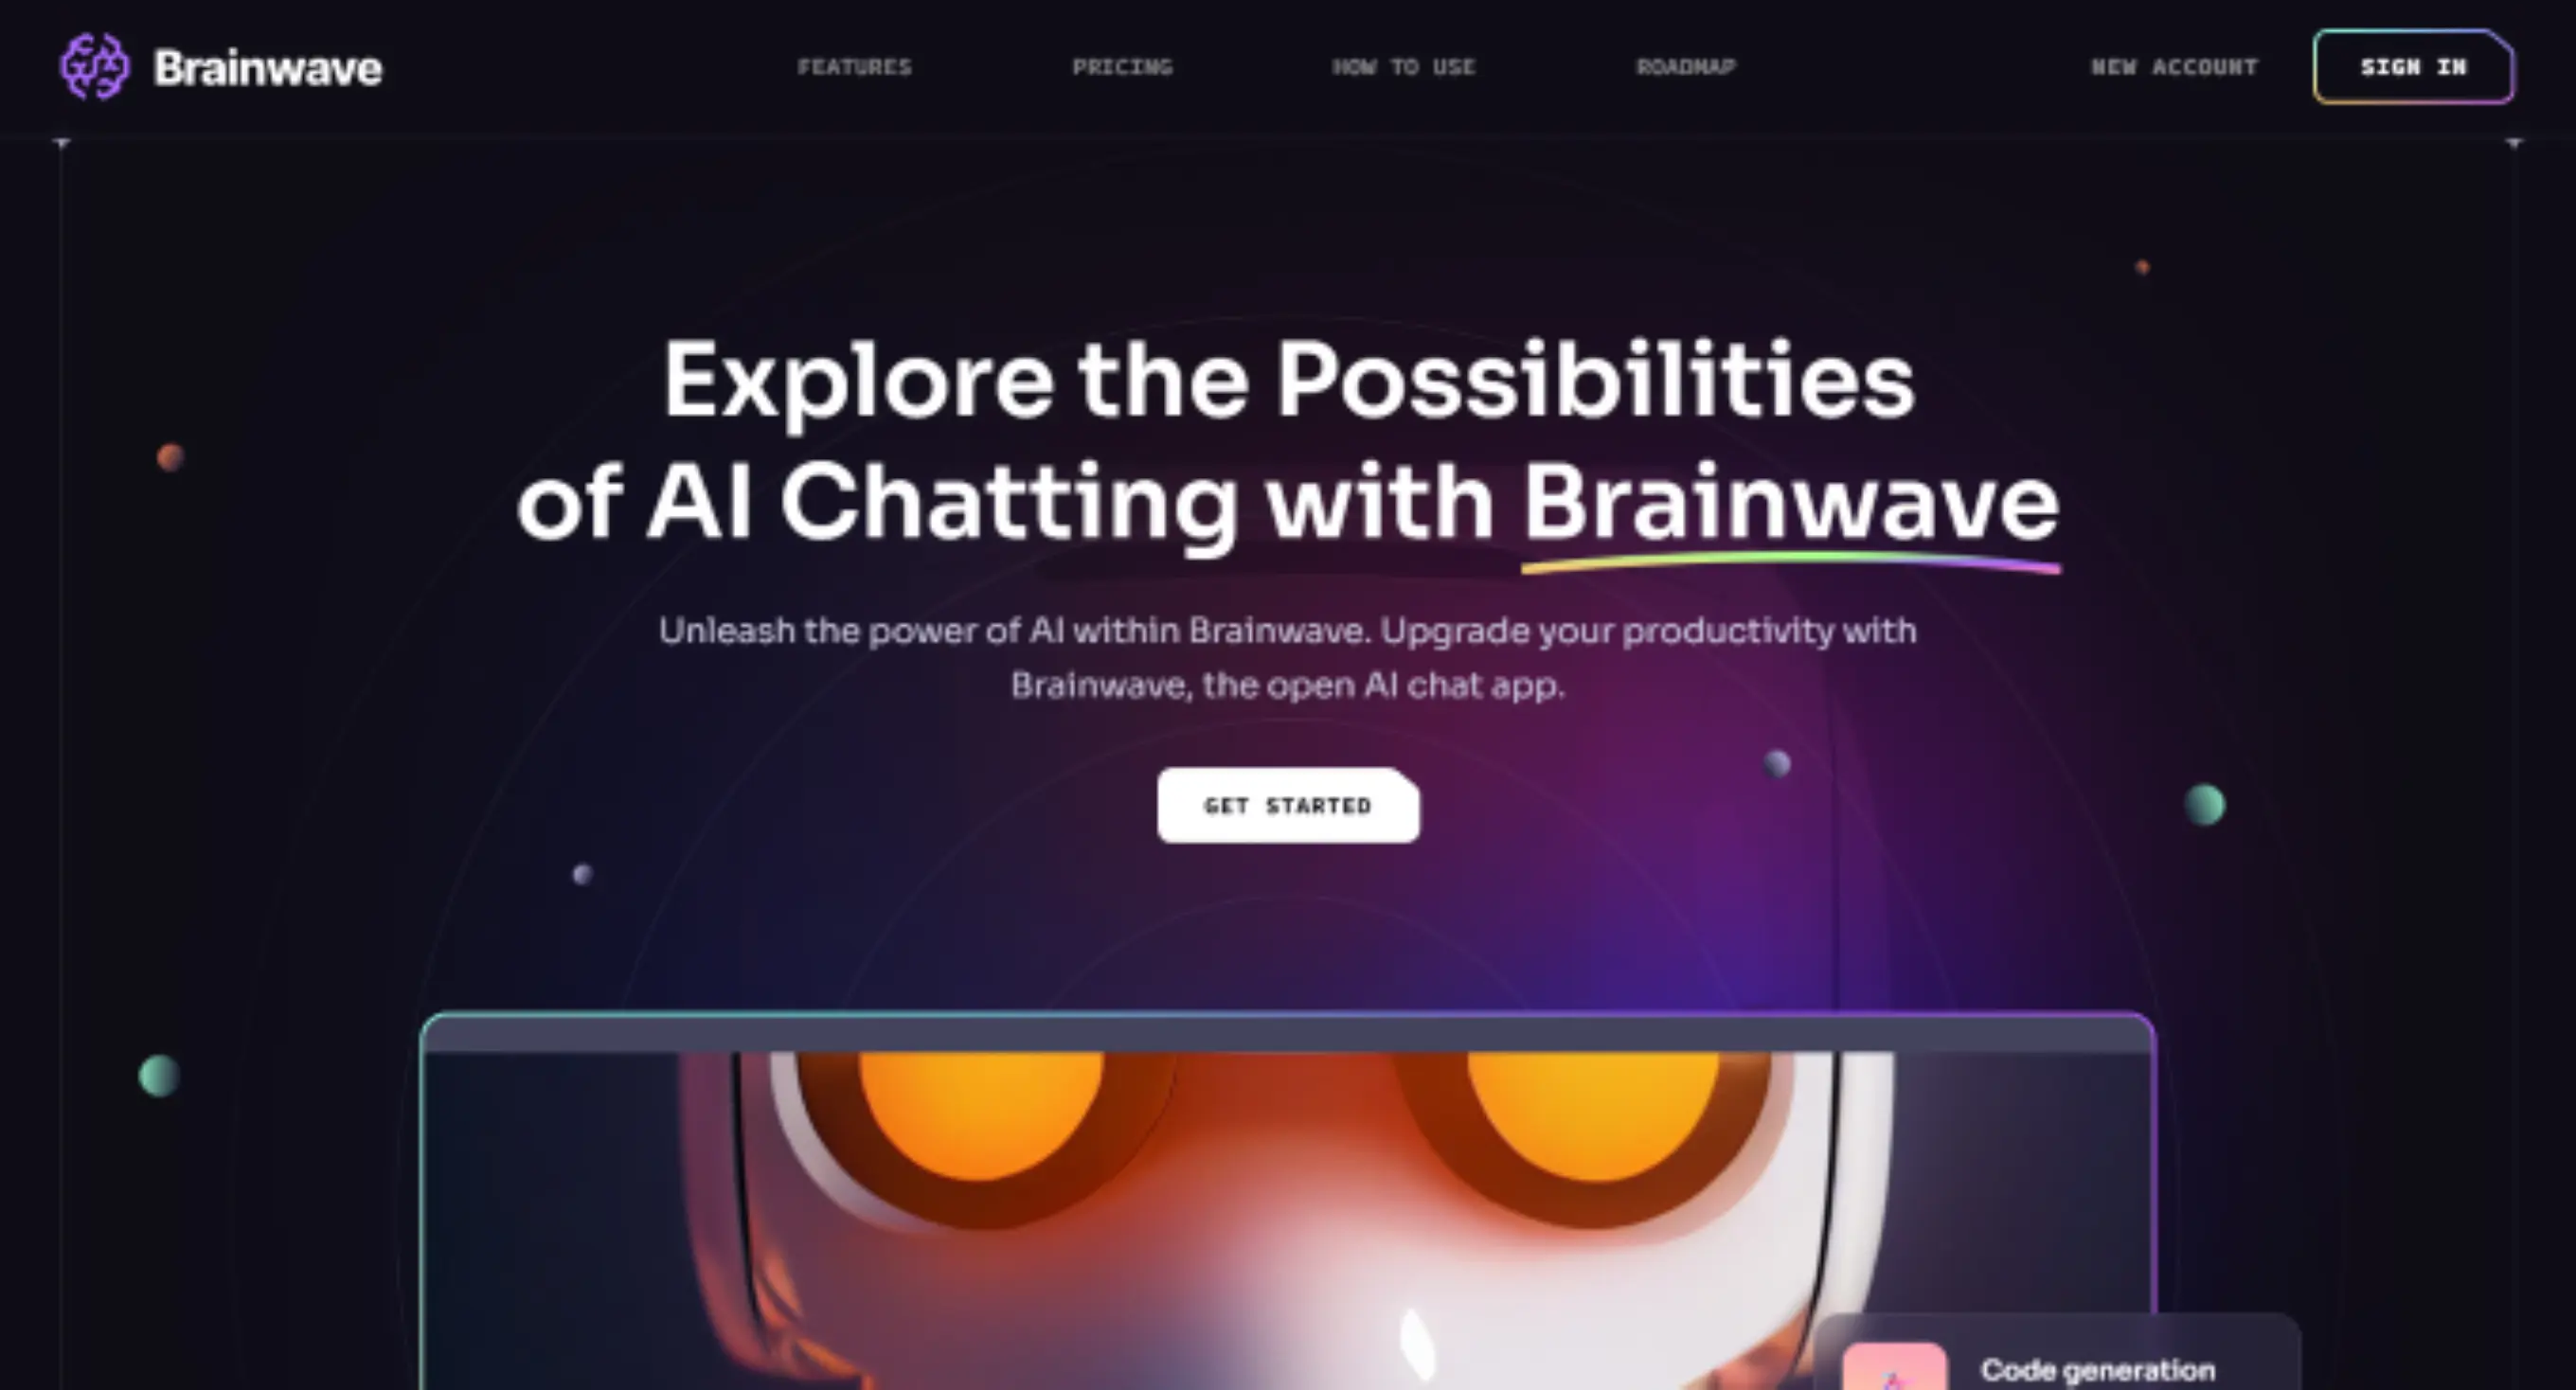 Brainwave
FEATURES
PRICING
HOW TO USE
ROADMAP
NEW ACCOUNT
SIGN IN
Explore the Possibilities
of AI Chatting with Brainwave
Unleash the power of AI within Brainwave. Upgrade your productivity with
Brainwave, the open AI chat app.
GET STARTED
Code generation